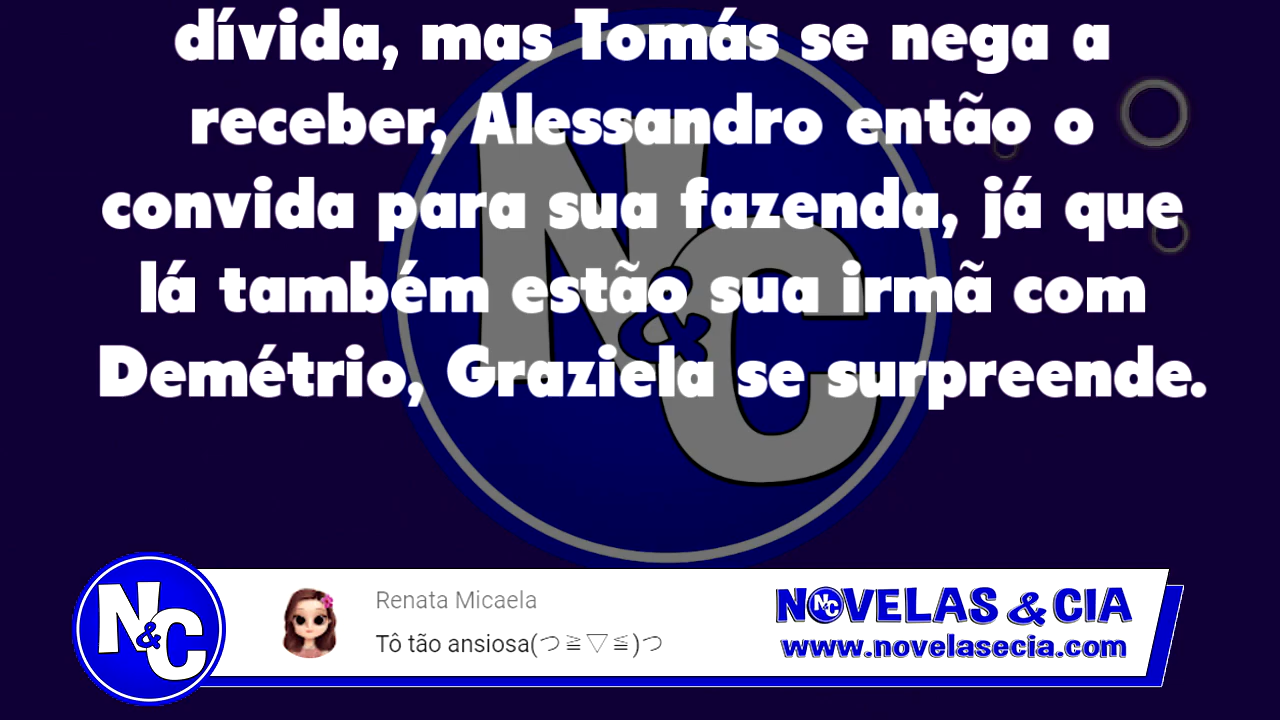 dívida, mas Tomás se nega a
receber, Alessandro então o
convida para sua fazenda, já que
lá também estão sua irmã com
Demétrio, Graziela se surpreende.
N&C
N&C
Renata Micaela
Tô tão ansiosa(つ≧▽≦)つ
NOVELAS & CIA
www.novelasecia.com